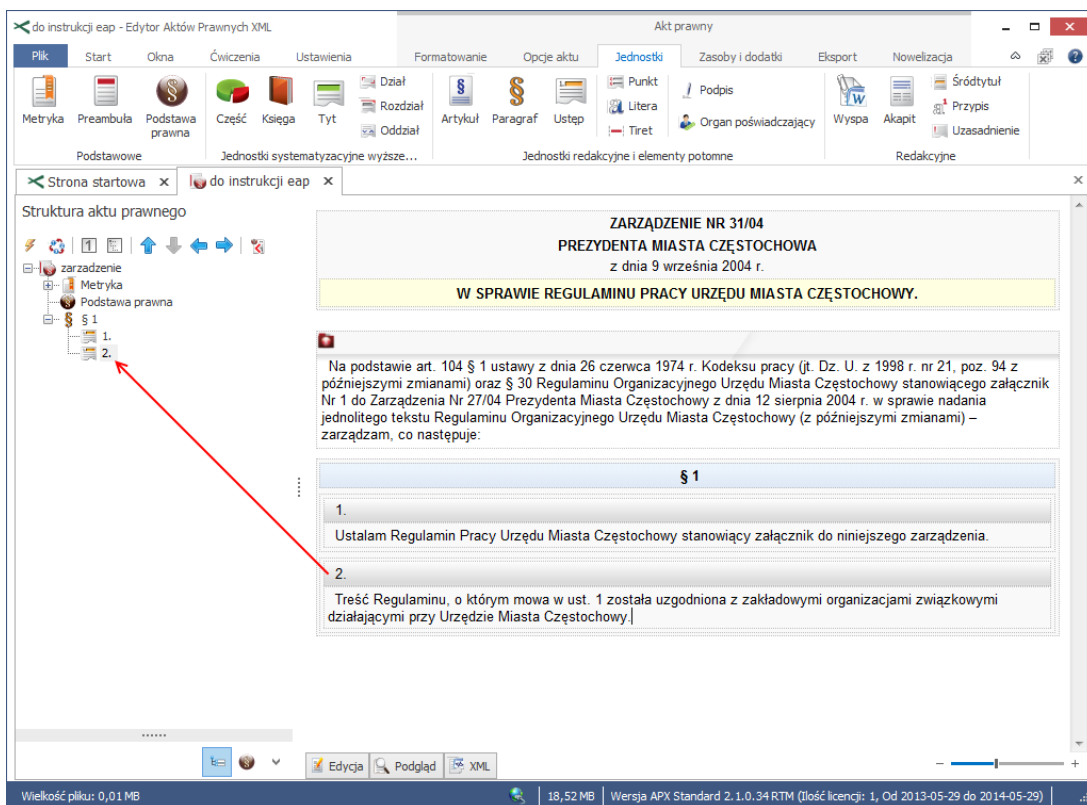 do instrukcji eap - Edytor Aktów Prawnych XML
Akt prawny
Plik Start Okna Ćwiczenia Ustawienia Formatowanie Opcje aktu Jednostki Zasoby i dodatki Eksport Nowelizacja
Metryka Preambuła Podstawa prawna
Podstawowe
Część Księga Tyt
Dział
Rozdział
Oddział
Jednostki systematyzacyjne wyższe...
Artykuł Paragraf Ustęp
Punkt
Litera
Tiret
Podpis
Organ poświadczający
Jednostki redakcyjne i elementy potomne
Wyspa Akapit
Śródtytuł
Przypis
Uzasadnienie
Redakcyjne
Strona startowa x do instrukcji eap x
Struktura aktu prawnego
zarzadzenie
Metryka
Podstawa prawna
§ § 1
1.
2.
ZARZĄDZENIE NR 31/04
PREZYDENTA MIASTA CZĘSTOCHOWA
z dnia 9 września 2004 r.
W SPRAWIE REGULAMINU PRACY URZĘDU MIASTA CZĘSTOCHOWY.
Na podstawie art. 104 § 1 ustawy z dnia 26 czerwca 1974 r. Kodeksu pracy (jt. Dz. U. z 1998 r. nr 21, poz. 94 z
późniejszymi zmianami) oraz § 30 Regulaminu Organizacyjnego Urzędu Miasta Częstochowy stanowiącego załącznik
Nr 1 do Zarządzenia Nr 27/04 Prezydenta Miasta Częstochowy z dnia 12 sierpnia 2004 r. w sprawie nadania
jednolitego tekstu Regulaminu Organizacyjnego Urzędu Miasta Częstochowy (z późniejszymi zmianami) –
zarządzam, co następuje:
§ 1
1.
Ustalam Regulamin Pracy Urzędu Miasta Częstochowy stanowiący załącznik do niniejszego zarządzenia.
2.
Treść Regulaminu, o którym mowa w ust. 1 została uzgodniona z zakładowymi organizacjami związkowymi
działającymi przy Urzędzie Miasta Częstochowy.
Edycja Podgląd XML
Wielkość pliku: 0,01 MB 18,52 MB Wersja APX Standard 2.1.0.34 RTM (Ilość licencji: 1, Od 2013-05-29 do 2014-05-29)